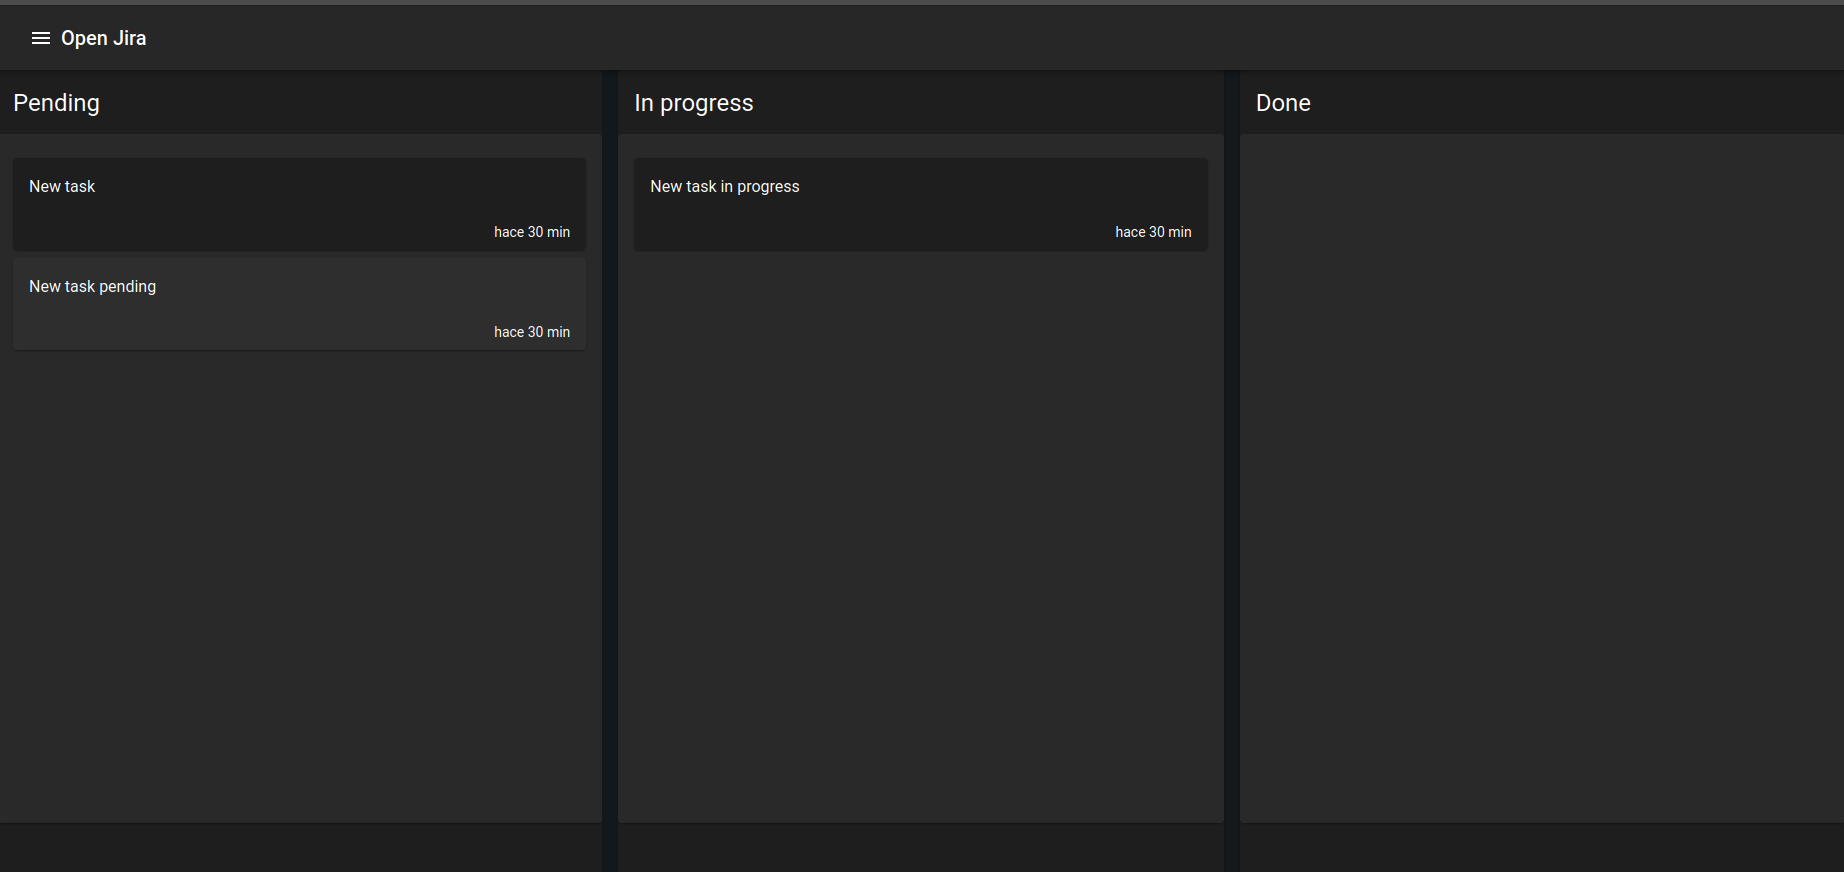 Open Jira
Pending
New task
hace 30 min
New task pending
hace 30 min
In progress
New task in progress
hace 30 min
Done